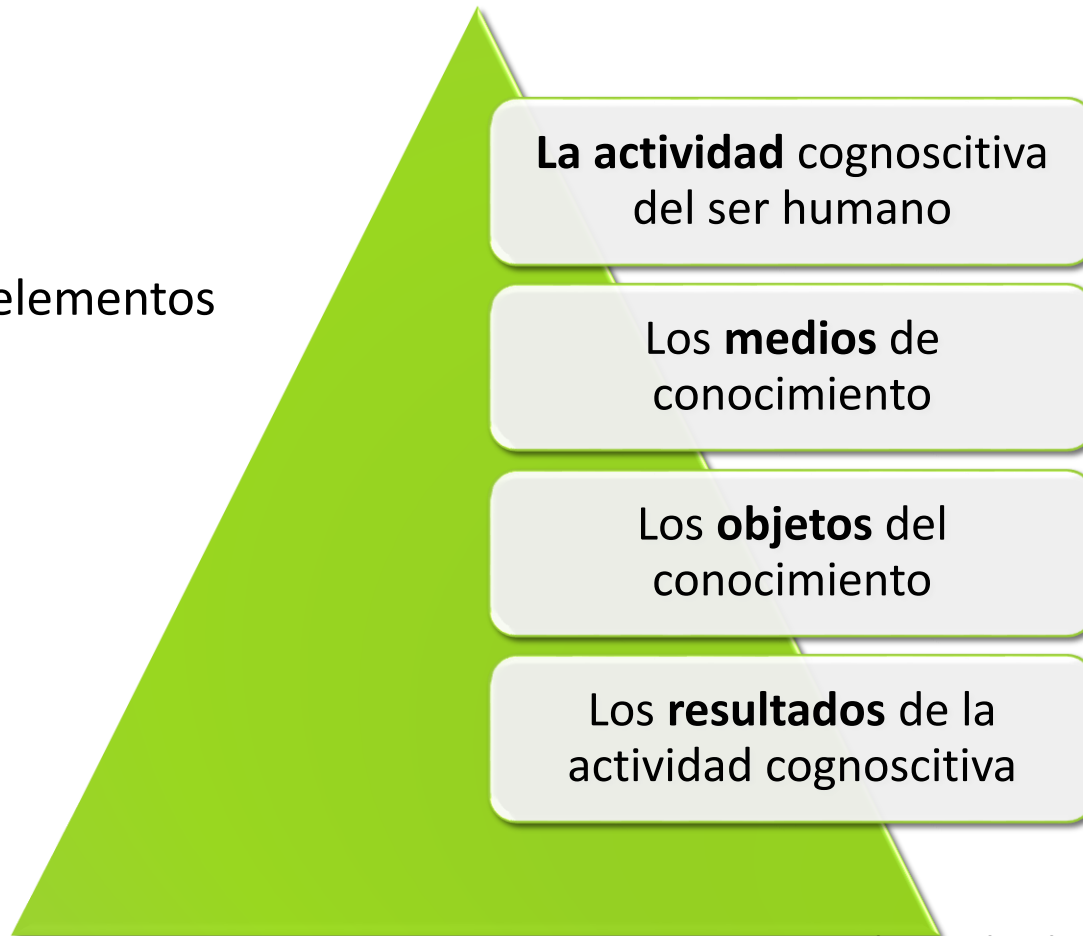 La actividad cognoscitiva
del ser humano
elementos
Los medios de
conocimiento
Los objetos del
conocimiento
Los resultados de la
actividad cognoscitiva